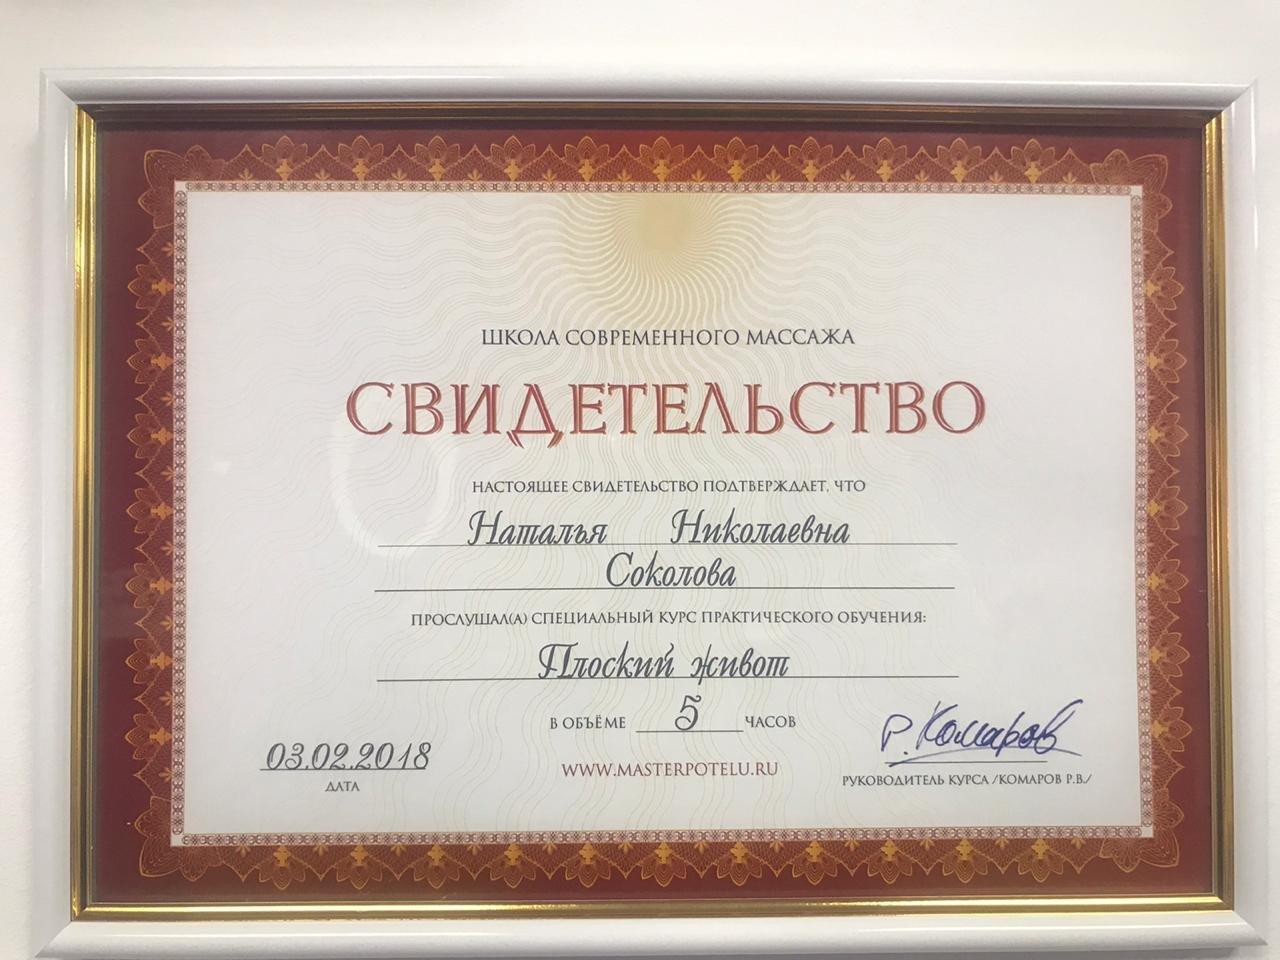 ШКОЛА СОВРЕМЕННОГО МАССАЖА
СВИДЕТЕЛЬСТВО
НАСТОЯЩЕЕ СВИДЕТЕЛЬСТВО ПОДТВЕРЖДАЕТ, ЧТО
Наталья Николаевна
Соколова
ПРОСЛУШАЛ(А) СПЕЦИАЛЬНЫЙ КУРС ПРАКТИЧЕСКОГО ОБУЧЕНИЯ:
Плоский живот
В ОБЪЁМЕ 5 ЧАСОВ
Р. Комаров
03.02.2018
ДАТА
WWW.MASTERPOTELU.RU
РУКОВОДИТЕЛЬ КУРСА /КОМАРОВ Р.В./